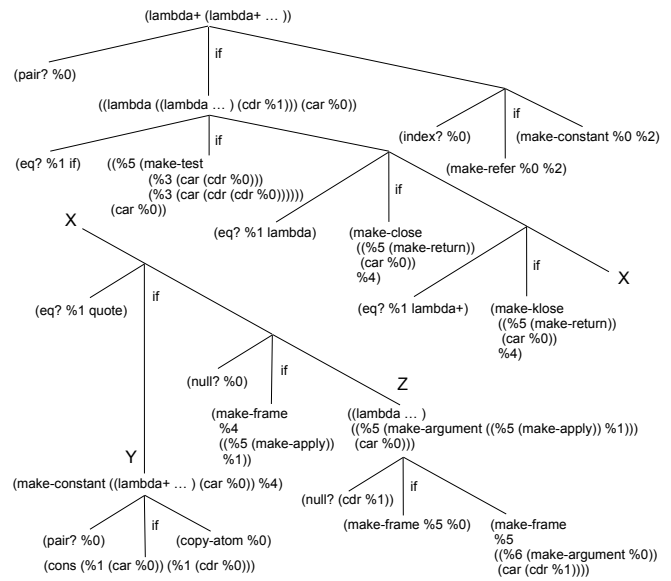 (lambda+ (lambda+ … ))
if
(pair? %0)
((lambda ((lambda … ) (cdr %1))) (car %0))
if
(index? %0)
(make-constant %0 %2)
(make-refer %0 %2)
if
(eq? %1 if)
((%5 (make-test
(%3 (car (cdr %0)))
(%3 (car (cdr (cdr %0))))))
(car %0))
if
(eq? %1 lambda)
(make-close
((%5 (make-return))
(car %0))
%4)
if
(eq? %1 lambda+)
(make-klose
((%5 (make-return))
(car %0))
%4)
X
X
if
(eq? %1 quote)
if
(null? %0)
(make-frame
%4
((%5 (make-apply))
%1))
Z
((lambda … )
((%5 (make-argument ((%5 (make-apply)) %1)))
(car %0)))
Y
(make-constant ((lambda+ … ) (car %0)) %4)
if
(pair? %0)
(copy-atom %0)
(cons (%1 (car %0)) (%1 (cdr %0)))
if
(null? (cdr %1))
(make-frame %5 %0)
(make-frame
%5
((%6 (make-argument %0))
(car (cdr %1))))